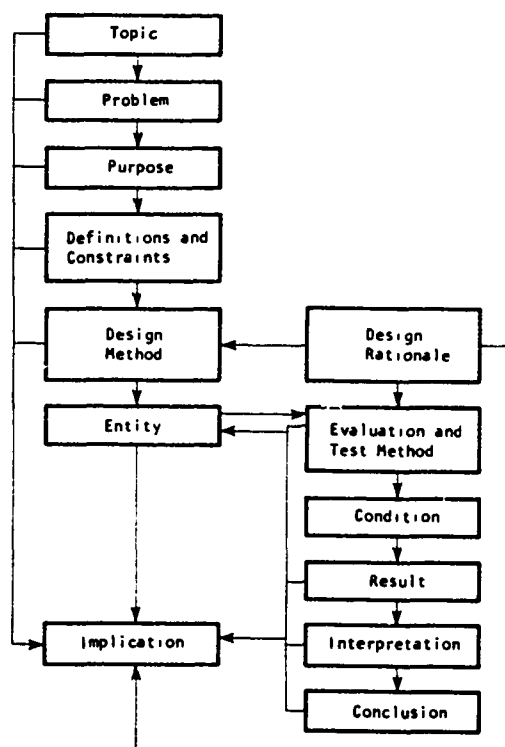 Topic
Problem
Purpose
Definitions and
Constraints
Design
Method
Design
Rationale
Entity
Evaluation and
Test Method
Condition
Result
Implication
Interpretation
Conclusion